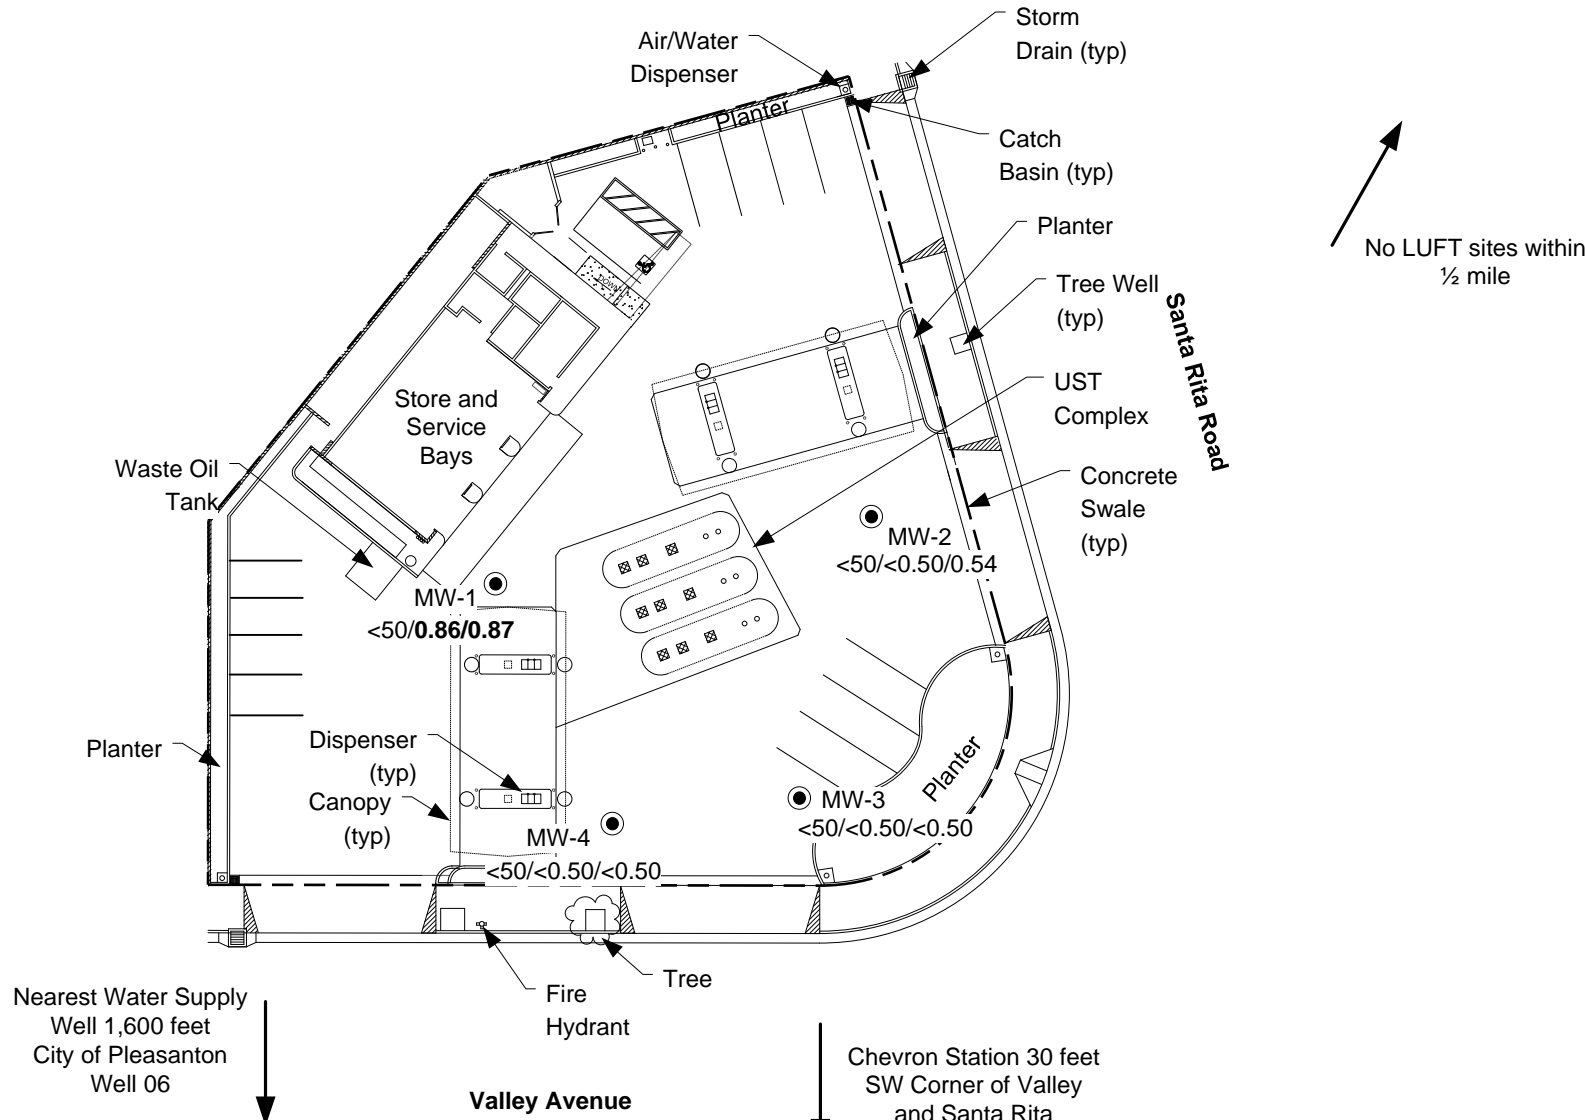 Storm
Drain (typ)
Air/Water
Dispenser
Planter
Catch
Basin (typ)
Planter
No LUFT sites within
½ mile
Tree Well
(typ)
Santa Rita Road
DOWN
UST
Complex
Store and
Service
Bays
Waste Oil
Tank
Concrete
Swale
(typ)
MW-2
<50/<0.50/0.54
MW-1
<50/0.86/0.87
Planter
Dispenser
(typ)
Canopy
(typ)
Planter
MW-3
<50/<0.50/<0.50
MW-4
<50/<0.50/<0.50
Tree
Fire
Hydrant
Nearest Water Supply
Well 1,600 feet
City of Pleasanton
Well 06
Valley Avenue
Chevron Station 30 feet
SW Corner of Valley
and Santa Rita